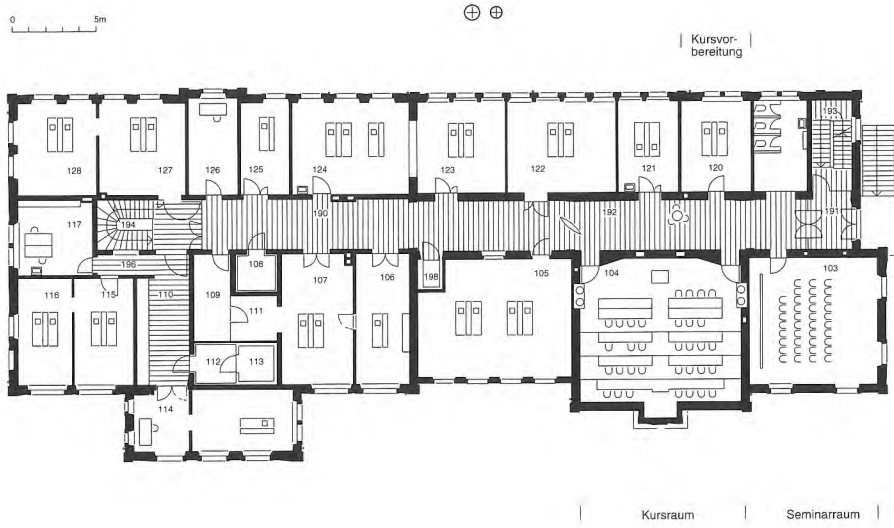 0 5m
Kursvor-
bereitung
128 127 126 125 124 123 122 121 120 193
117 194 190 192 191
196 108 198
116 115 110 109 111 107 106 105 104 103
112 113
114
Kursraum Seminarraum